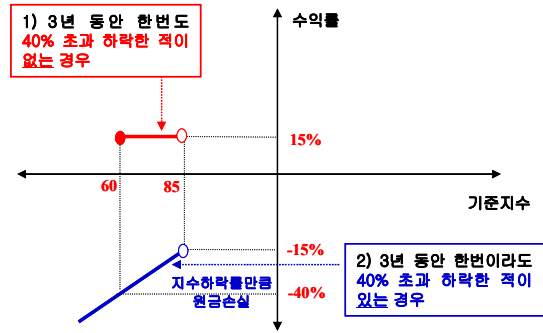 1) 3년 동안 한번도
40% 초과 하락한 적이
없는 경우
수익률
15%
60
85
기준지수
-15%
-40%
지수하락률만큼
원금손실
2) 3년 동안 한번이라도
40% 초과 하락한 적이
있는 경우